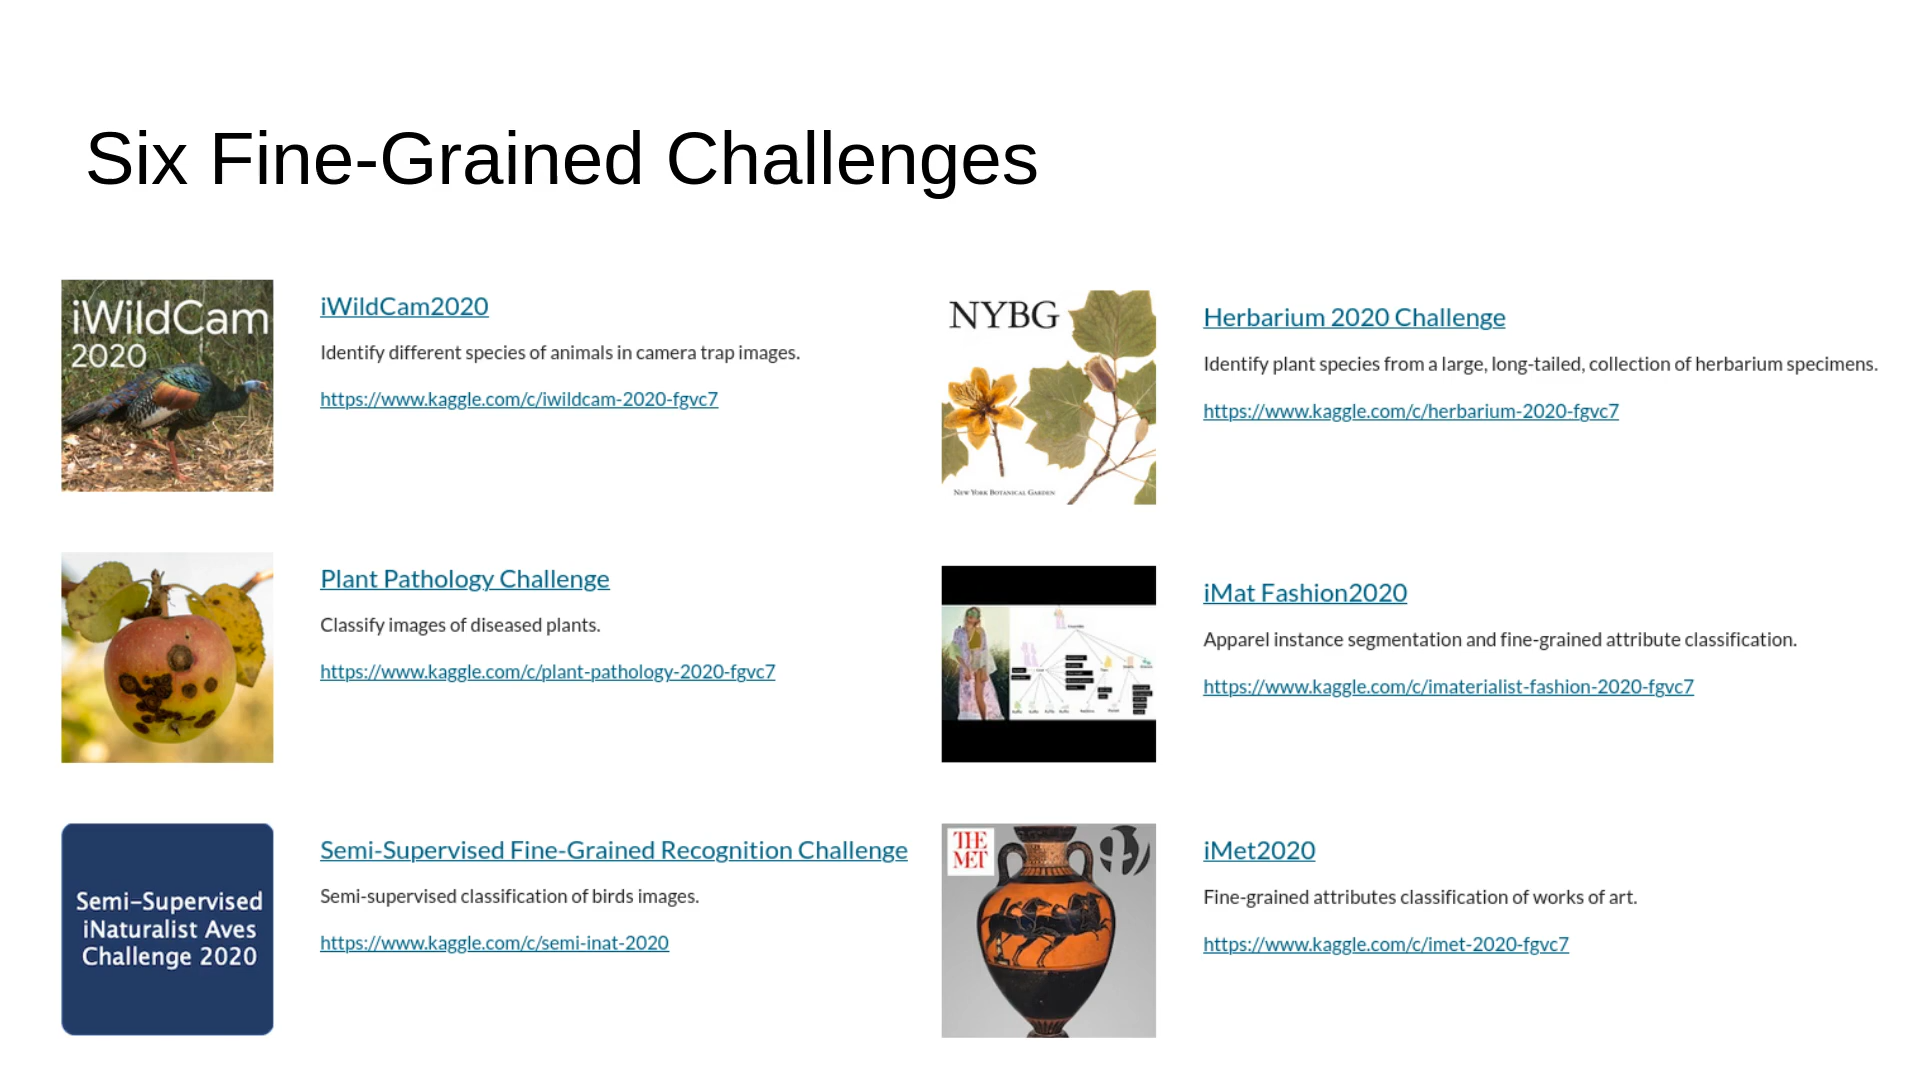 Six Fine-Grained Challenges
iWildCam
2020
iWildCam2020
Identify different species of animals in camera trap images.
https://www.kaggle.com/c/iwildcam-2020-fgvc7
NYBG
NEW YORK BOTANICAL GARDEN
Herbarium 2020 Challenge
Identify plant species from a large, long-tailed, collection of herbarium specimens.
https://www.kaggle.com/c/herbarium-2020-fgvc7
Plant Pathology Challenge
Classify images of diseased plants.
https://www.kaggle.com/c/plant-pathology-2020-fgvc7
iMat Fashion2020
Apparel instance segmentation and fine-grained attribute classification.
https://www.kaggle.com/c/imaterialist-fashion-2020-fgvc7
Semi-Supervised
iNaturalist Aves
Challenge 2020
Semi-Supervised Fine-Grained Recognition Challenge
Semi-supervised classification of birds images.
https://www.kaggle.com/c/semi-inat-2020
THE
MET
iMet2020
Fine-grained attributes classification of works of art.
https://www.kaggle.com/c/imet-2020-fgvc7